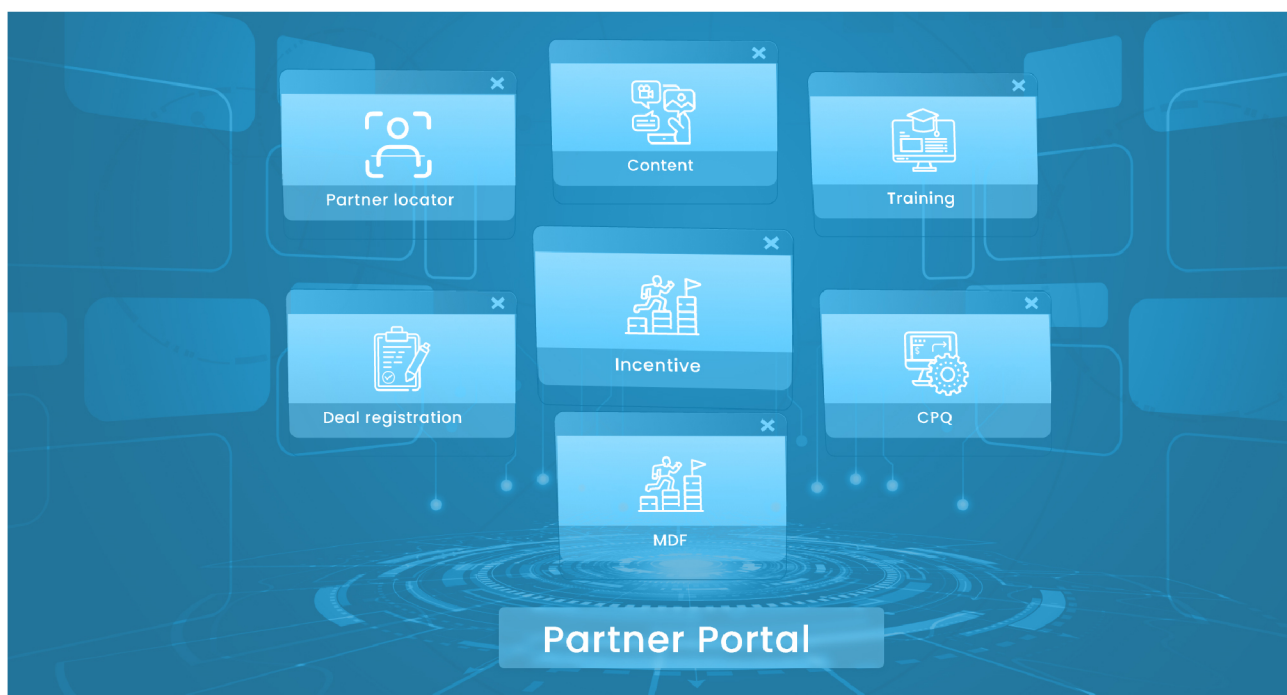 Content
Partner locator
Training
Incentive
Deal registration
CPQ
MDF
Partner Portal